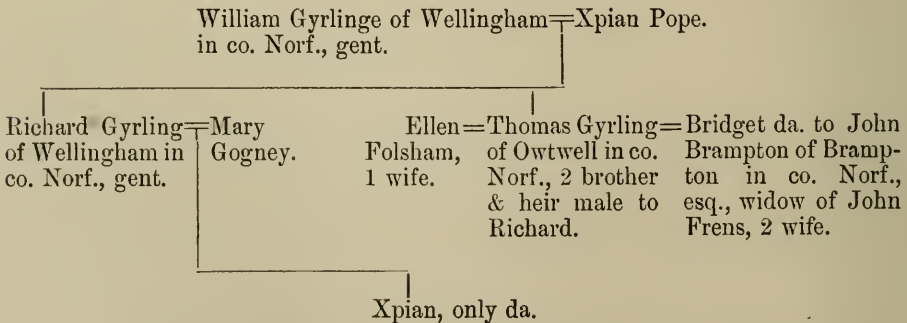 William Gyrlinge of Wellingham=Xpian Pope.
in co. Norf., gent.
Richard Gyrling=Mary
of Wellingham in Gogney.
co. Norf., gent.
Ellen=Thomas Gyrling=Bridget da. to John
Folsham, of Owtwell in co. Brampton of Bramp-
1 wife. Norf., 2 brother ton in co. Norf.,
& heir male to esq., widow of John
Richard. Frens, 2 wife.
Xpian, only da.